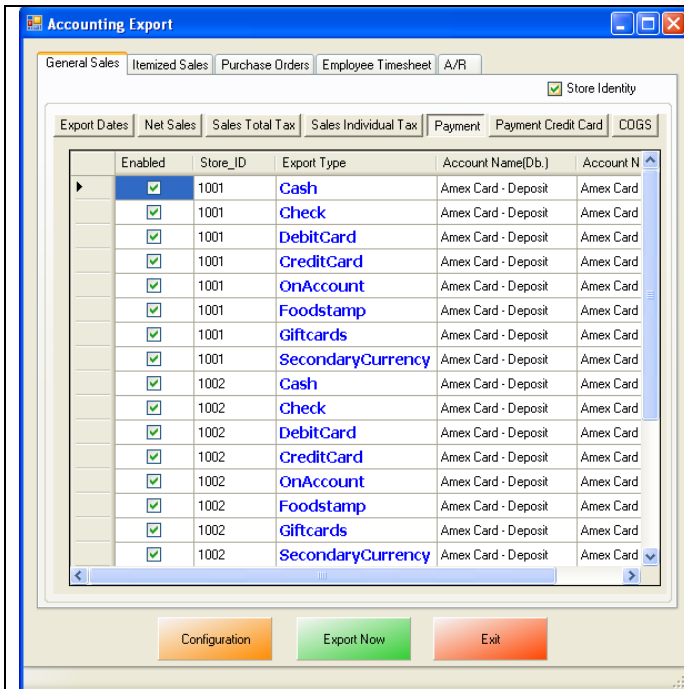 Accounting Export
General Sales Itemized Sales Purchase Orders Employee Timesheet A/R
Store Identity
Export Dates Net Sales Sales Total Tax Sales Individual Tax Payment Payment Credit Card COGS
Enabled Store_ID Export Type Account Name(Db.) Account N
1001 Cash Amex Card - Deposit Amex Card
1001 Check Amex Card - Deposit Amex Card
1001 DebitCard Amex Card - Deposit Amex Card
1001 CreditCard Amex Card - Deposit Amex Card
1001 OnAccount Amex Card - Deposit Amex Card
1001 Foodstamp Amex Card - Deposit Amex Card
1001 Giftcards Amex Card - Deposit Amex Card
1001 SecondaryCurrency Amex Card - Deposit Amex Card
1002 Cash Amex Card - Deposit Amex Card
1002 Check Amex Card - Deposit Amex Card
1002 DebitCard Amex Card - Deposit Amex Card
1002 CreditCard Amex Card - Deposit Amex Card
1002 OnAccount Amex Card - Deposit Amex Card
1002 Foodstamp Amex Card - Deposit Amex Card
1002 Giftcards Amex Card - Deposit Amex Card
1002 SecondaryCurrency Amex Card - Deposit Amex Card
Configuration Export Now Exit